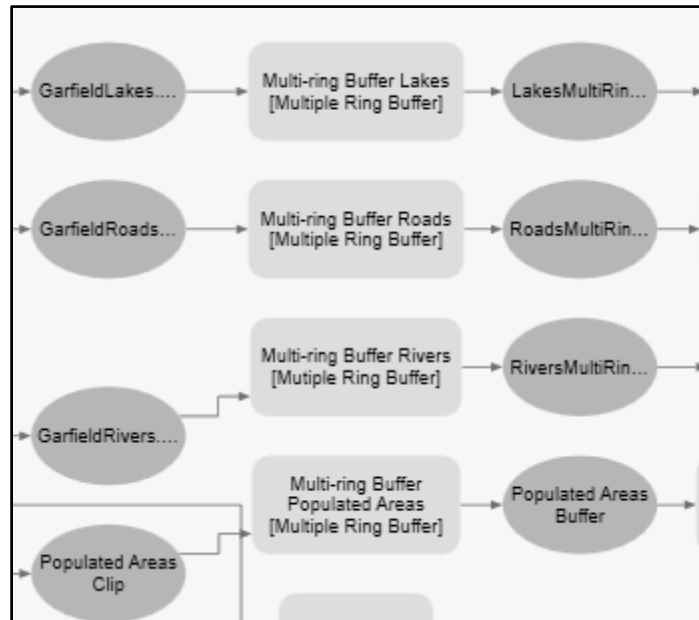 GarfieldLakes....
Multi-ring Buffer Lakes
[Multiple Ring Buffer]
LakesMultiRin...
GarfieldRoads...
Multi-ring Buffer Roads
[Multiple Ring Buffer]
RoadsMultiRin...
Multi-ring Buffer Rivers
[Mutiple Ring Buffer]
RiversMultiRin...
GarfieldRivers....
Multi-ring Buffer
Populated Areas
[Multiple Ring Buffer]
Populated Areas
Buffer
Populated Areas
Clip